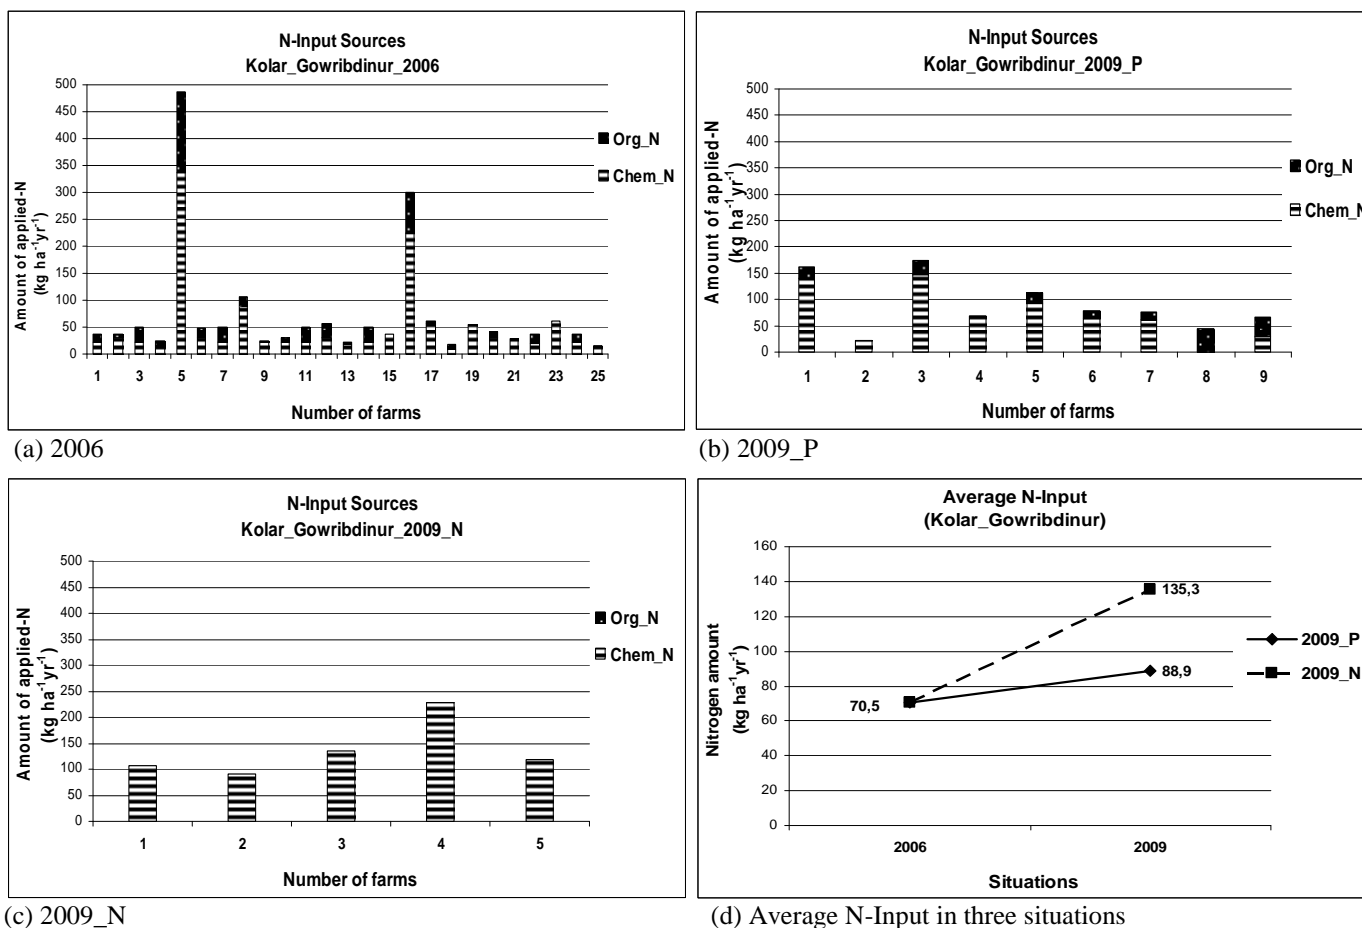 N-Input Sources
Kolar_Gowribdinur_2006
500
450
400
350
300
250
200
150
100
50
0
Amount of applied-N
(kg ha⁻¹yr⁻¹)
Org_N
Chem_N
1 3 5 7 9 11 13 15 17 19 21 23 25
Number of farms
(a) 2006
N-Input Sources
Kolar_Gowribdinur_2009_P
500
450
400
350
300
250
200
150
100
50
0
Amount of applied-N
(kg ha⁻¹yr⁻¹)
Org_N
Chem_N
1 2 3 4 5 6 7 8 9
Number of farms
(b) 2009_P
N-Input Sources
Kolar_Gowribdinur_2009_N
500
450
400
350
300
250
200
150
100
50
0
Amount of applied-N
(kg ha⁻¹yr⁻¹)
Org_N
Chem_N
1 2 3 4 5
Number of farms
(c) 2009_N
Average N-Input
(Kolar_Gowribdinur)
160
140
120
100
80
60
40
20
0
Nitrogen amount
(kg ha⁻¹yr⁻¹)
70,5
135,3
88,9
2009_P
2009_N
2006 2009
Situations
(d) Average N-Input in three situations